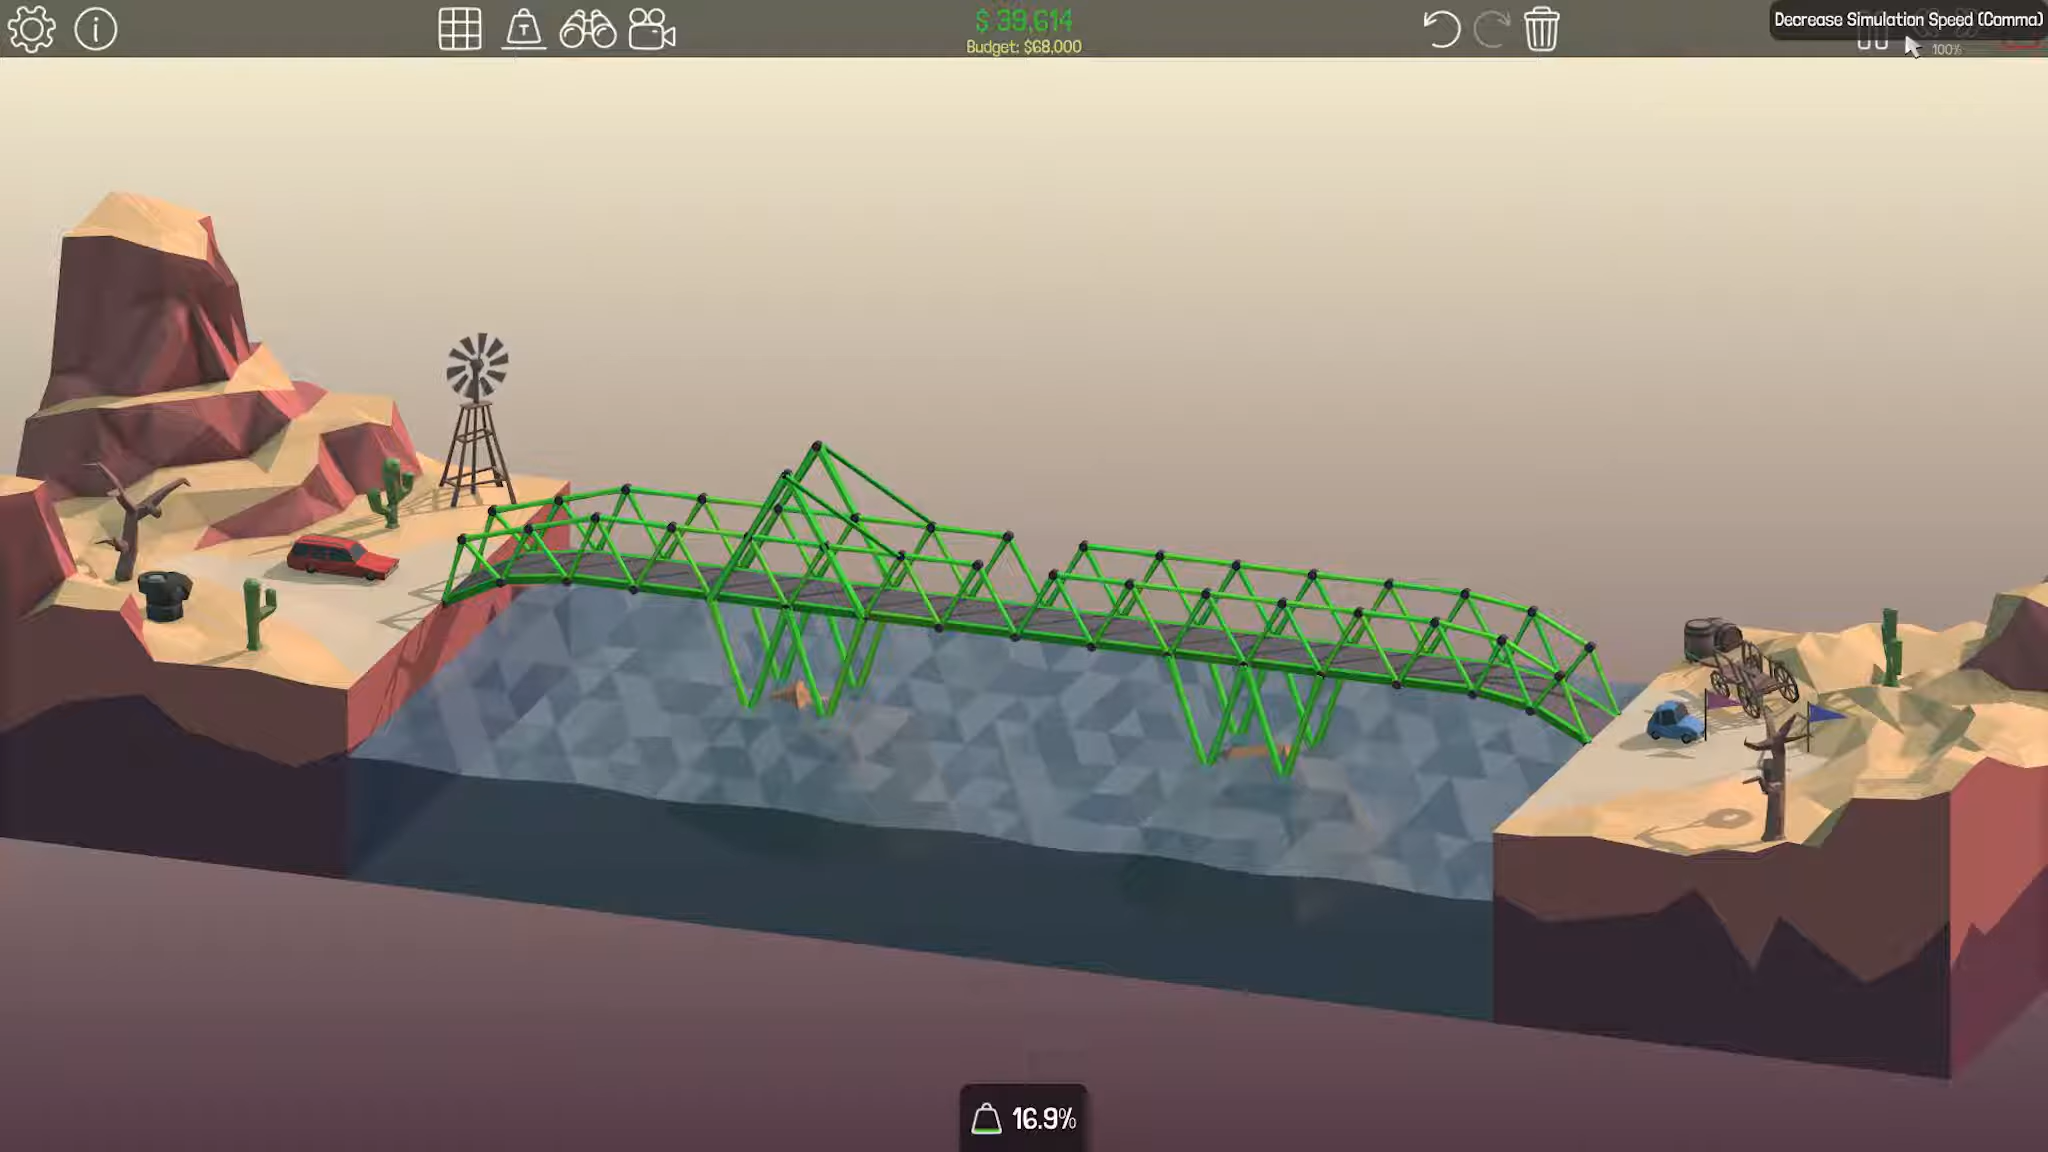 $ 39,614
Budget: $68,000
Decrease Simulation Speed (Comma)
100%
T
16.9%